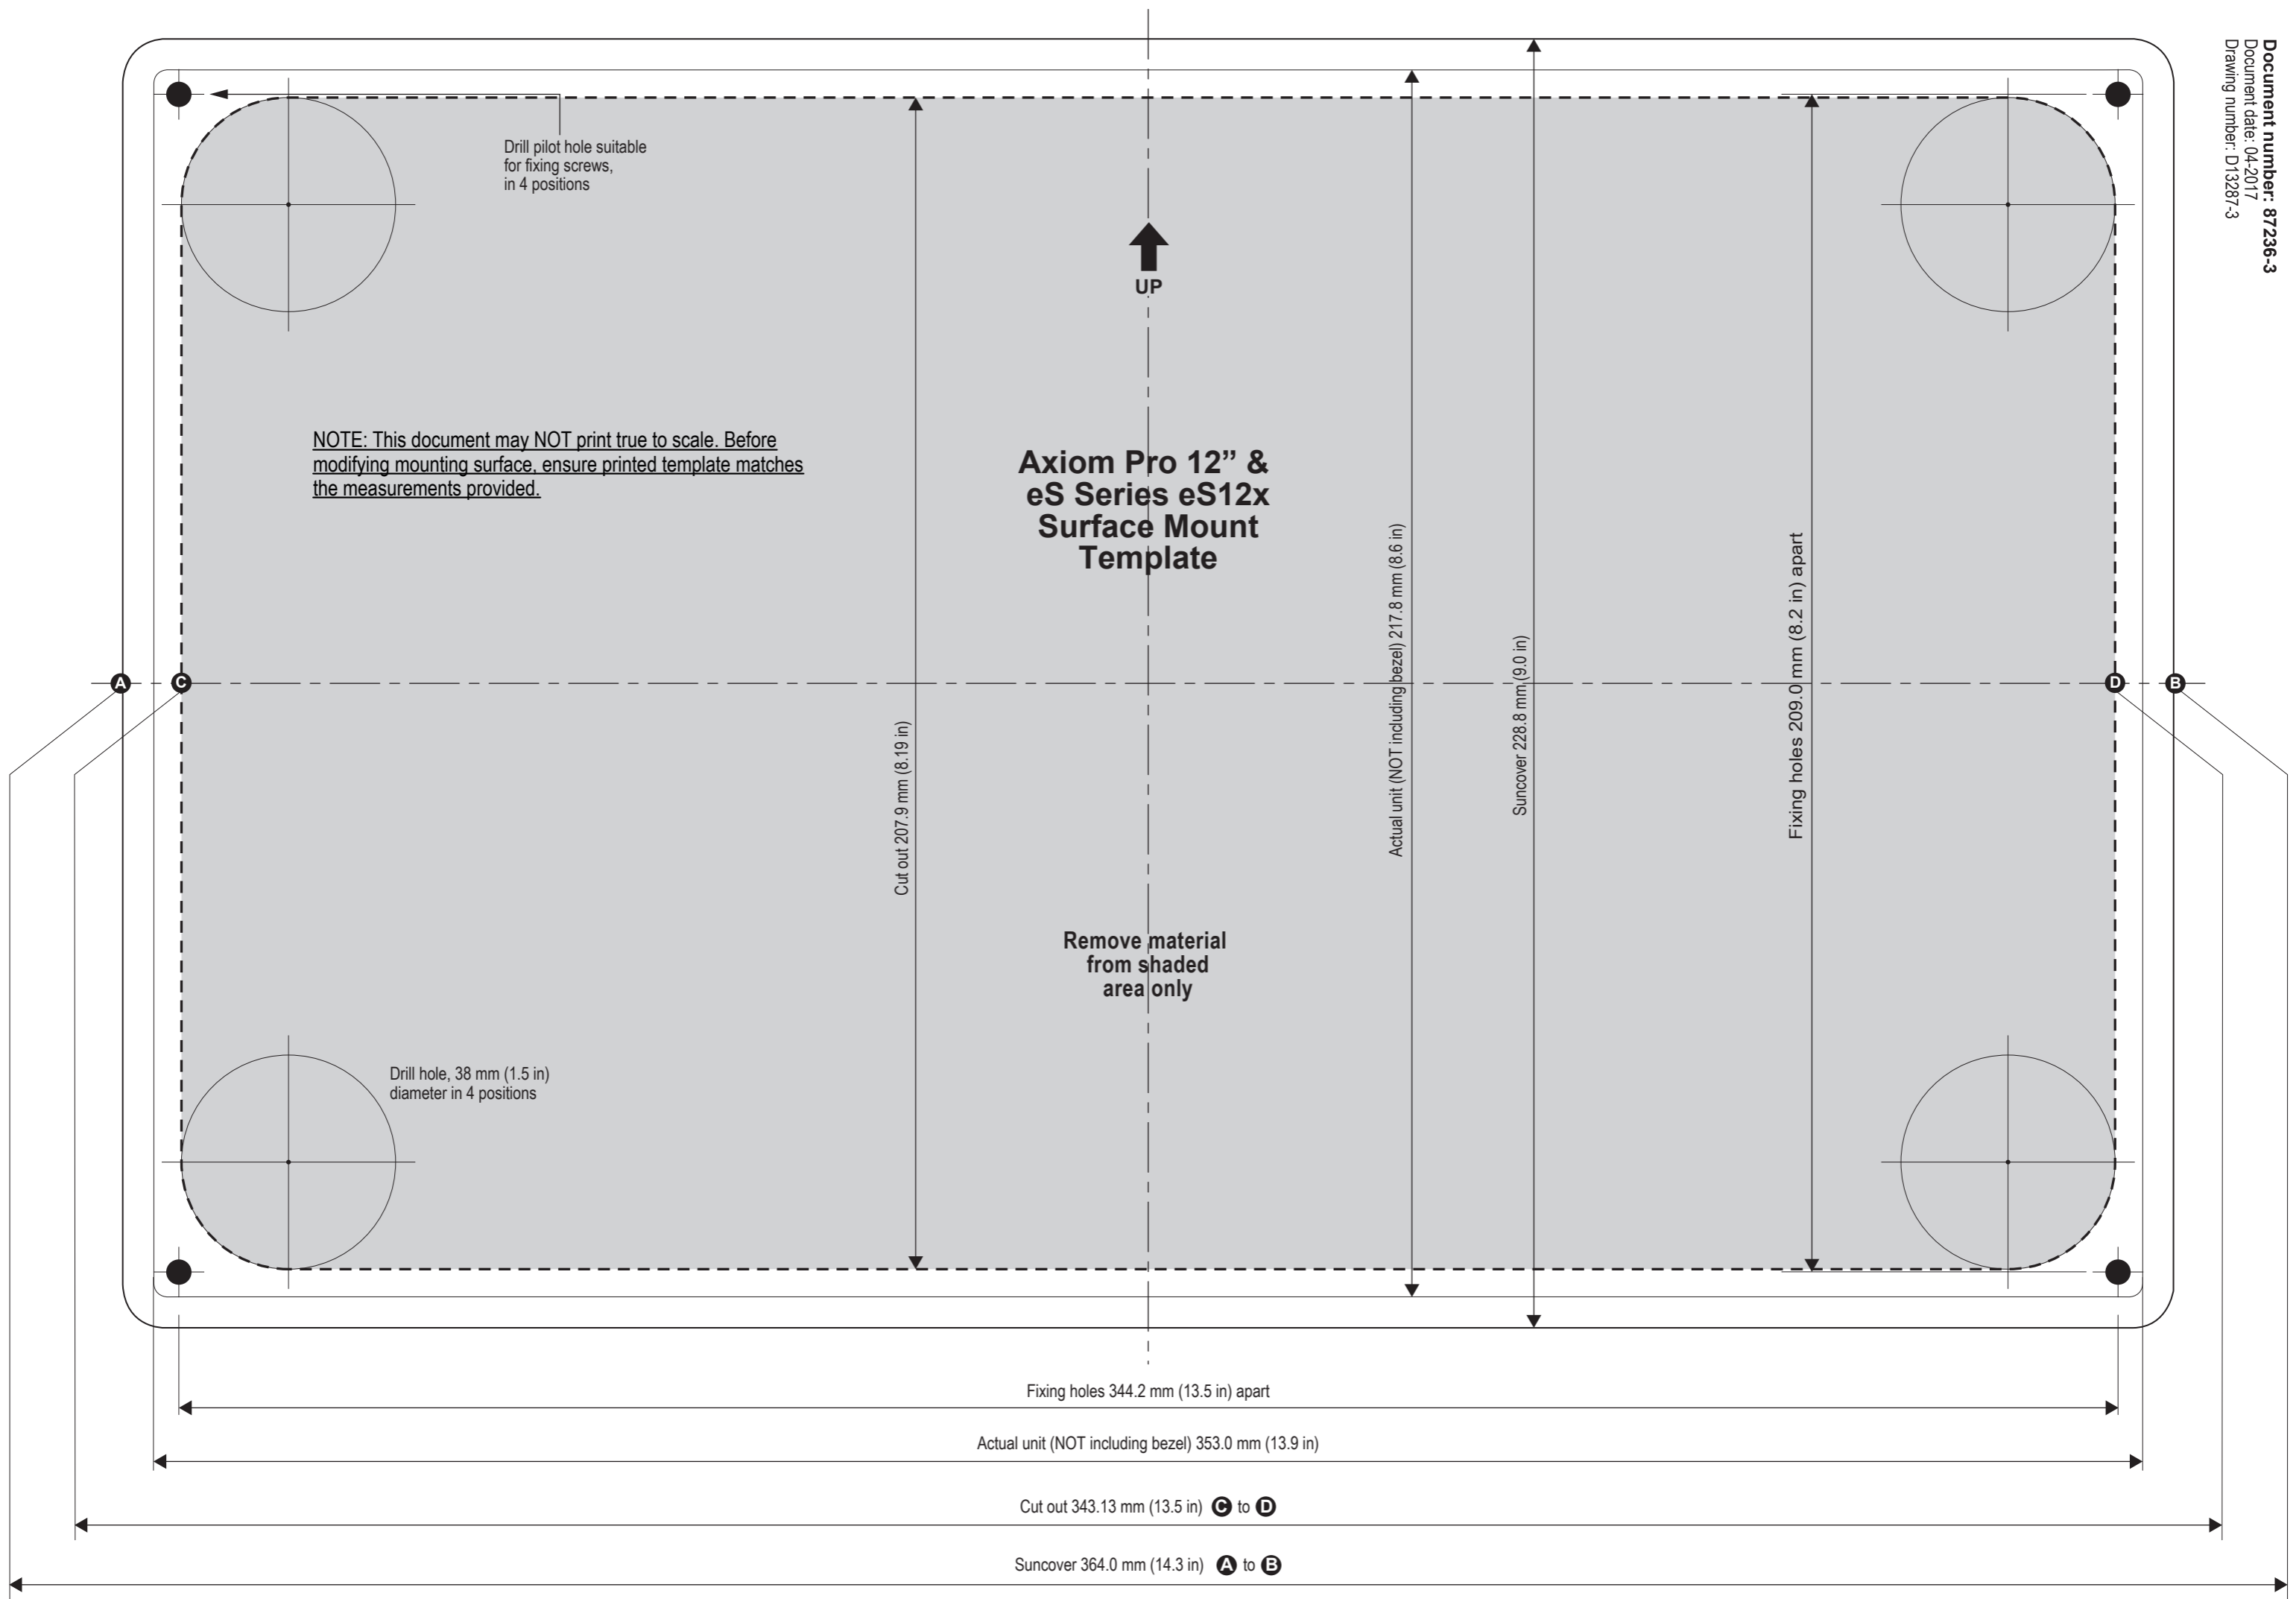 Document number: 87236-3
Document date: 04-2017
Drawing number: D13287-3
Drill pilot hole suitable
for fixing screws,
in 4 positions
UP
NOTE: This document may NOT print true to scale. Before
modifying mounting surface, ensure printed template matches
the measurements provided.
Axiom Pro 12” &
eS Series eS12x
Surface Mount
Template
Cut out 207.9 mm (8.19 in)
Actual unit (NOT including bezel) 217.8 mm (8.6 in)
Suncover 228.8 mm (9.0 in)
Fixing holes 209.0 mm (8.2 in) apart
A
C
D
B
Remove material
from shaded
area only
Drill hole, 38 mm (1.5 in)
diameter in 4 positions
Fixing holes 344.2 mm (13.5 in) apart
Actual unit (NOT including bezel) 353.0 mm (13.9 in)
Cut out 343.13 mm (13.5 in) C to D
Suncover 364.0 mm (14.3 in) A to B